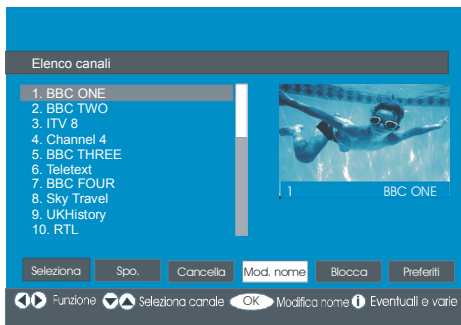 Elenco canali
1. BBC ONE
2. BBC TWO
3. ITV 8
4. Channel 4
5. BBC THREE
6. Teletext
7. BBC FOUR
8. Sky Travel
9. UKHistory
10. RTL
1 BBC ONE
Seleziona Spo. Cancella Mod. nome Blocca Preferiti
Funzione Seleziona canale OK Modifica nome i Eventuali e varie